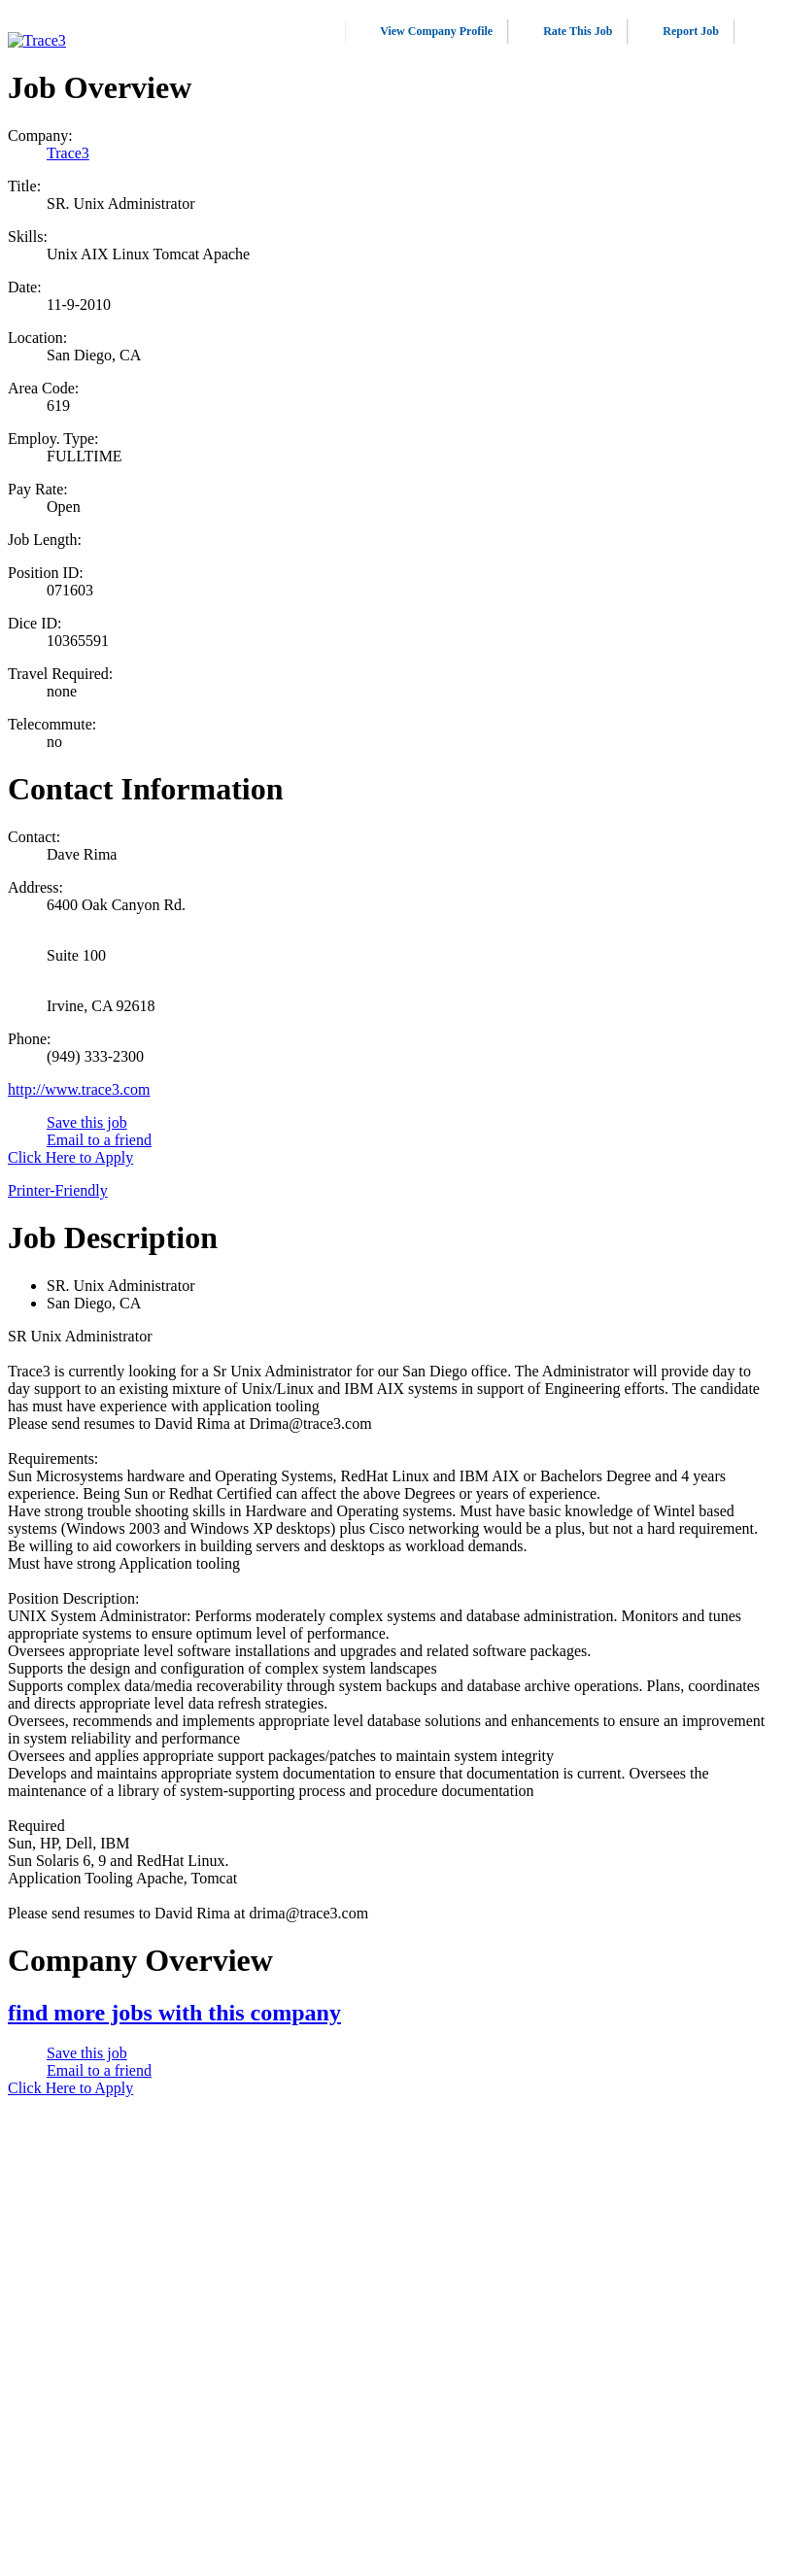 Trace3
View Company Profile
Rate This Job
Report Job
Job Overview
Company:
Trace3
Title:
SR. Unix Administrator
Skills:
Unix AIX Linux Tomcat Apache
Date:
11-9-2010
Location:
San Diego, CA
Area Code:
619
Employ. Type:
FULLTIME
Pay Rate:
Open
Job Length:
Position ID:
071603
Dice ID:
10365591
Travel Required:
none
Telecommute:
no
Contact Information
Contact:
Dave Rima
Address:
6400 Oak Canyon Rd.
Suite 100
Irvine, CA 92618
Phone:
(949) 333-2300
http://www.trace3.com
Save this job
Email to a friend
Click Here to Apply
Printer-Friendly
Job Description
• SR. Unix Administrator
• San Diego, CA
SR Unix Administrator
Trace3 is currently looking for a Sr Unix Administrator for our San Diego office. The Administrator will provide day to
day support to an existing mixture of Unix/Linux and IBM AIX systems in support of Engineering efforts. The candidate
has must have experience with application tooling
Please send resumes to David Rima at Drima@trace3.com
Requirements:
Sun Microsystems hardware and Operating Systems, RedHat Linux and IBM AIX or Bachelors Degree and 4 years
experience. Being Sun or Redhat Certified can affect the above Degrees or years of experience.
Have strong trouble shooting skills in Hardware and Operating systems. Must have basic knowledge of Wintel based
systems (Windows 2003 and Windows XP desktops) plus Cisco networking would be a plus, but not a hard requirement.
Be willing to aid coworkers in building servers and desktops as workload demands.
Must have strong Application tooling
Position Description:
UNIX System Administrator: Performs moderately complex systems and database administration. Monitors and tunes
appropriate systems to ensure optimum level of performance.
Oversees appropriate level software installations and upgrades and related software packages.
Supports the design and configuration of complex system landscapes
Supports complex data/media recoverability through system backups and database archive operations. Plans, coordinates
and directs appropriate level data refresh strategies.
Oversees, recommends and implements appropriate level database solutions and enhancements to ensure an improvement
in system reliability and performance
Oversees and applies appropriate support packages/patches to maintain system integrity
Develops and maintains appropriate system documentation to ensure that documentation is current. Oversees the
maintenance of a library of system-supporting process and procedure documentation
Required
Sun, HP, Dell, IBM
Sun Solaris 6, 9 and RedHat Linux.
Application Tooling Apache, Tomcat
Please send resumes to David Rima at drima@trace3.com
Company Overview
find more jobs with this company
Save this job
Email to a friend
Click Here to Apply